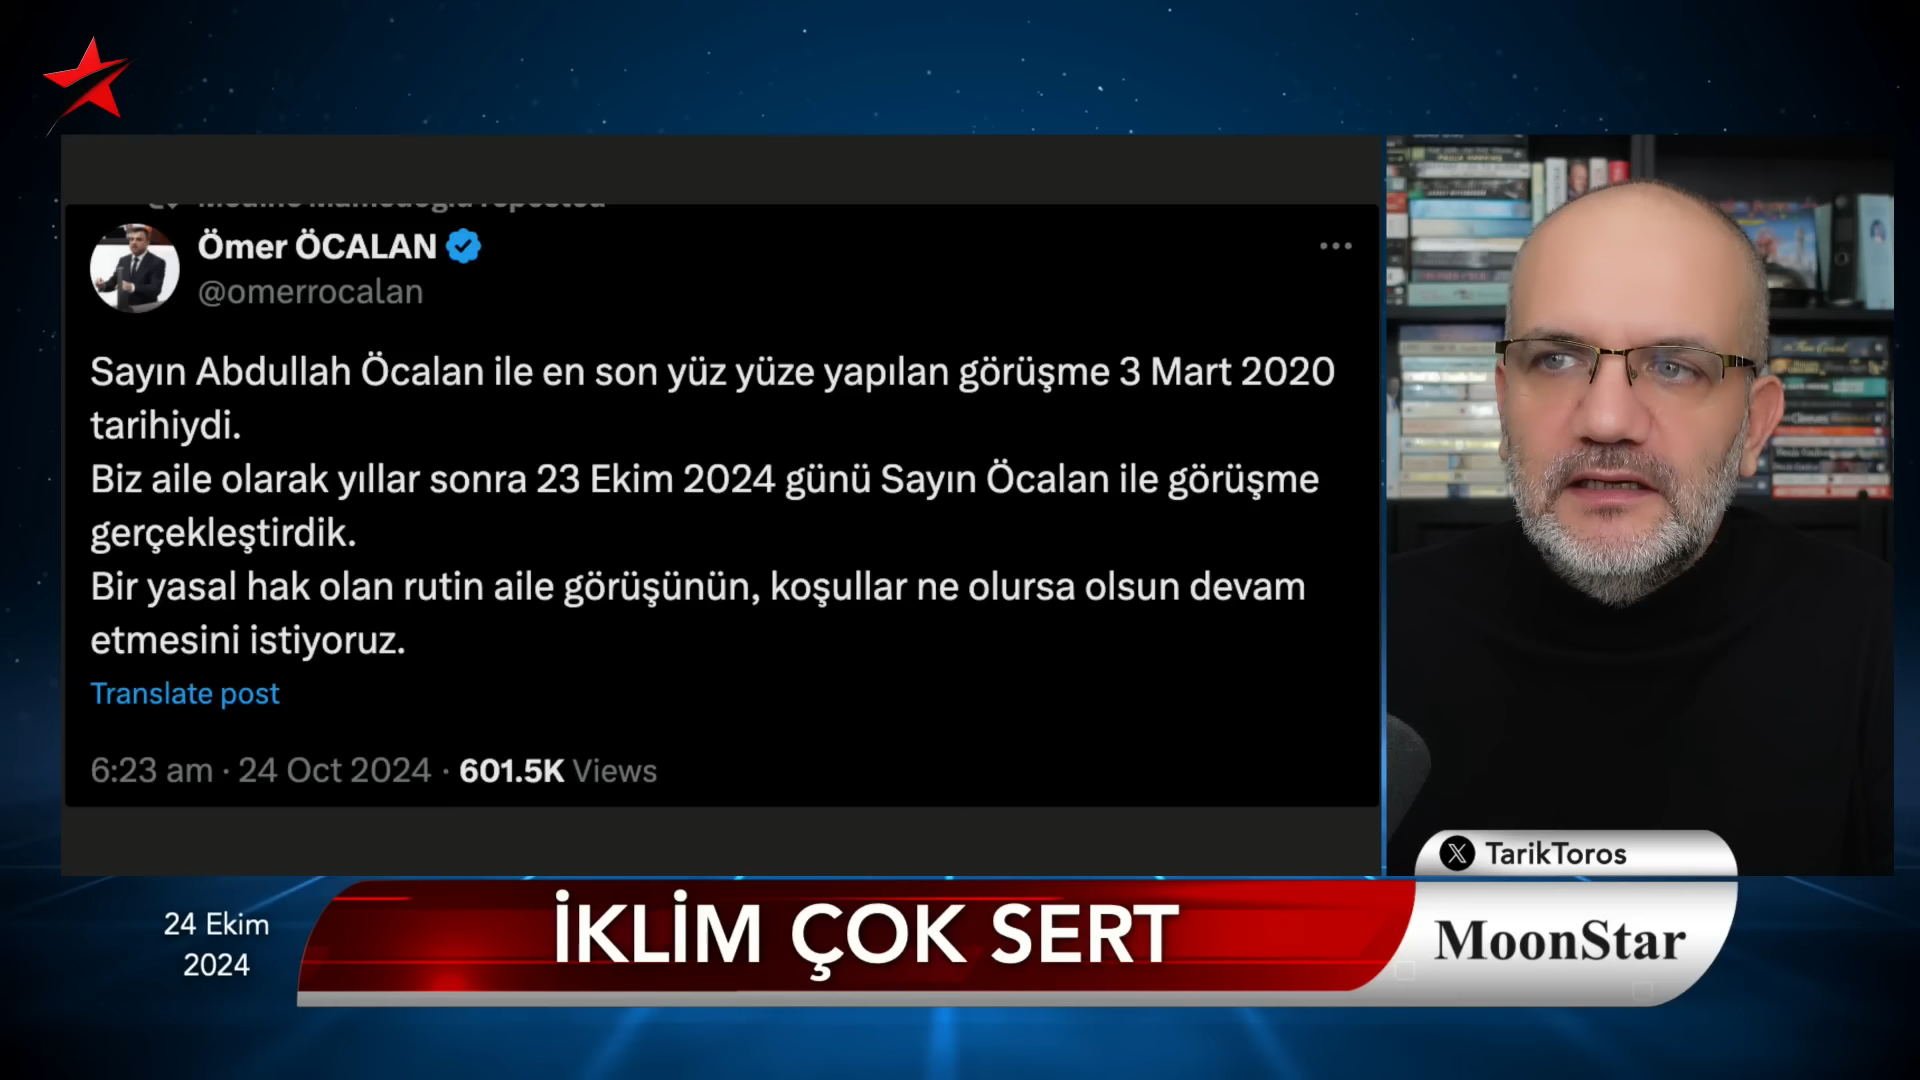 Ömer ÖCALAN
@omerrocalan
Sayın Abdullah Öcalan ile en son yüz yüze yapılan görüşme 3 Mart 2020
tarihiydi.
Biz aile olarak yıllar sonra 23 Ekim 2024 günü Sayın Öcalan ile görüşme
gerçekleştirdik.
Bir yasal hak olan rutin aile görüşünün, koşullar ne olursa olsun devam
etmesini istiyoruz.
Translate post
6:23 am · 24 Oct 2024 · 601.5K Views
TarikToros
24 Ekim
2024
İKLİM ÇOK SERT
MoonStar